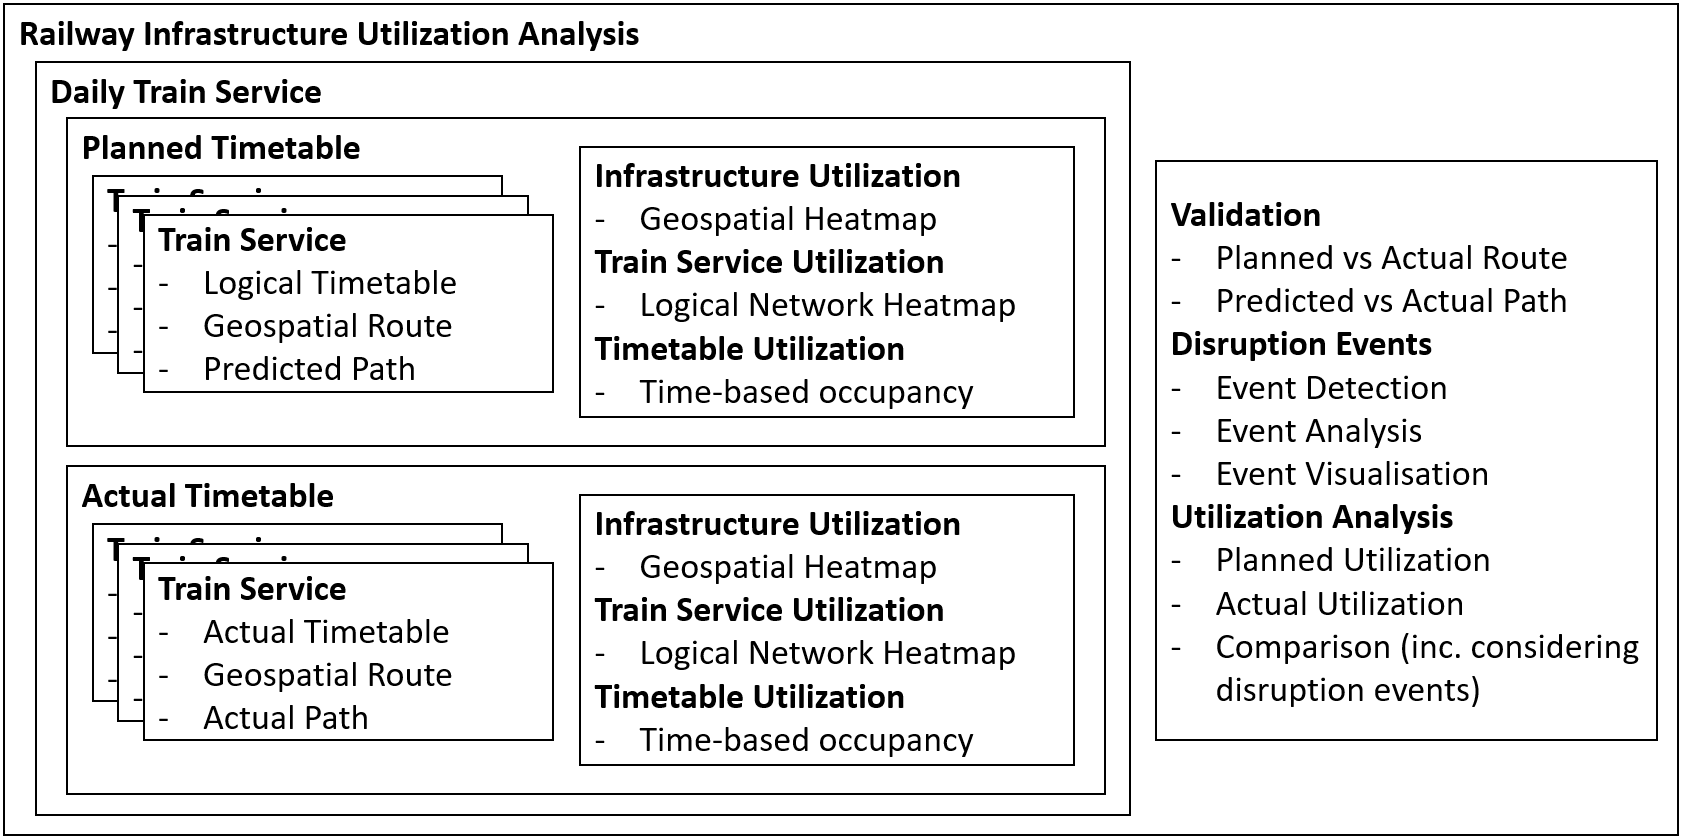 Railway Infrastructure Utilization Analysis
Daily Train Service
Planned Timetable
Train Service
- Logical Timetable
- Geospatial Route
- Predicted Path
Infrastructure Utilization
- Geospatial Heatmap
Train Service Utilization
- Logical Network Heatmap
Timetable Utilization
- Time-based occupancy
Actual Timetable
Train Service
- Actual Timetable
- Geospatial Route
- Actual Path
Infrastructure Utilization
- Geospatial Heatmap
Train Service Utilization
- Logical Network Heatmap
Timetable Utilization
- Time-based occupancy
Validation
- Planned vs Actual Route
- Predicted vs Actual Path
Disruption Events
- Event Detection
- Event Analysis
- Event Visualisation
Utilization Analysis
- Planned Utilization
- Actual Utilization
- Comparison (inc. considering
disruption events)